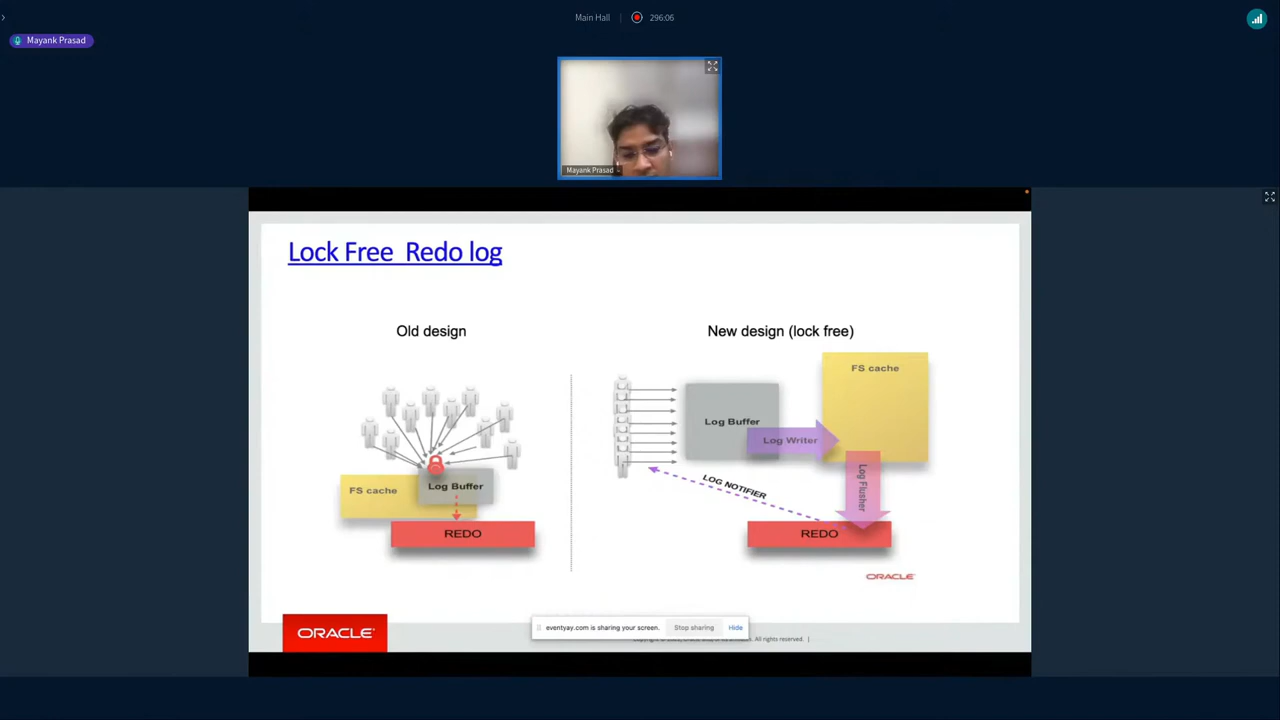 Main Hall
296:06
Mayank Prasad
Mayank Prasad
Lock Free Redo log
Old design
New design (lock free)
FS cache
Log Buffer
Log Writer
FS cache
Log Buffer
Log Flusher
LOG NOTIFIER
REDO
REDO
ORACLE
ORACLE
eventyay.com is sharing your screen.
Stop sharing
Hide
All rights reserved. |